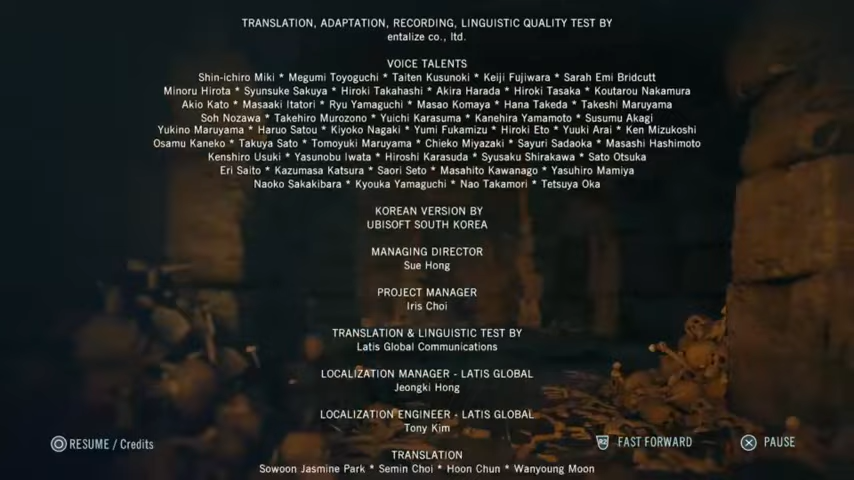 TRANSLATION, ADAPTATION, RECORDING, LINGUISTIC QUALITY TEST BY
entalize co., ltd.
VOICE TALENTS
Shin-ichiro Miki * Megumi Toyoguchi * Taiten Kusunoki * Keiji Fujiwara * Sarah Emi Bridcutt
Minoru Hirota * Syunsuke Sakuya * Hiroki Takahashi * Akira Harada * Hiroki Tasaka * Koutarou Nakamura
Akio Kato * Masaaki Itatori * Ryu Yamaguchi * Masao Komaya * Hana Takeda * Takeshi Maruyama
Soh Nozawa * Takehiro Murozono * Yuichi Karasuma * Kanehira Yamamoto * Susumu Akagi
Yukino Maruyama * Haruo Satou * Kiyoko Nagaki * Yumi Fukamizu * Hiroki Eto * Yuuki Arai * Ken Mizukoshi
Osamu Kaneko * Takuya Sato * Tomoyuki Maruyama * Chieko Miyazaki * Sayuri Sadaoka * Masashi Hashimoto
Kenshiro Usuki * Yasunobu Iwata * Hiroshi Karasuda * Syusaku Shirakawa * Sato Otsuka
Eri Saito * Kazumasa Katsura * Saori Seto * Masahito Kawanago * Yasuhiro Mamiya
Naoko Sakakibara * Kyouka Yamaguchi * Nao Takamori * Tetsuya Oka
KOREAN VERSION BY
UBISOFT SOUTH KOREA
MANAGING DIRECTOR
Sue Hong
PROJECT MANAGER
Iris Choi
TRANSLATION & LINGUISTIC TEST BY
Latis Global Communications
LOCALIZATION MANAGER - LATIS GLOBAL
Jeongki Hong
LOCALIZATION ENGINEER - LATIS GLOBAL
Tony Kim
RESUME / Credits
R2 FAST FORWARD
PAUSE
TRANSLATION
Sowoon Jasmine Park * Semin Choi * Hoon Chun * Wanyoung Moon